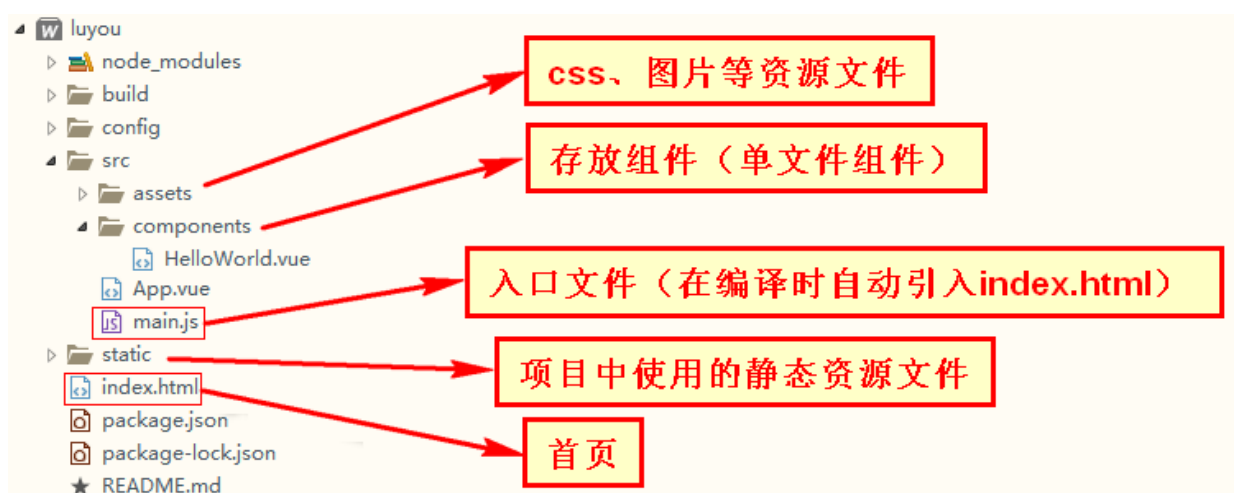 luyou
node_modules
css、图片等资源文件
build
config
存放组件（单文件组件）
src
assets
components
HelloWorld.vue
入口文件（在编译时自动引入index.html）
App.vue
main.js
static
项目中使用的静态资源文件
index.html
package.json
首页
package-lock.json
README.md